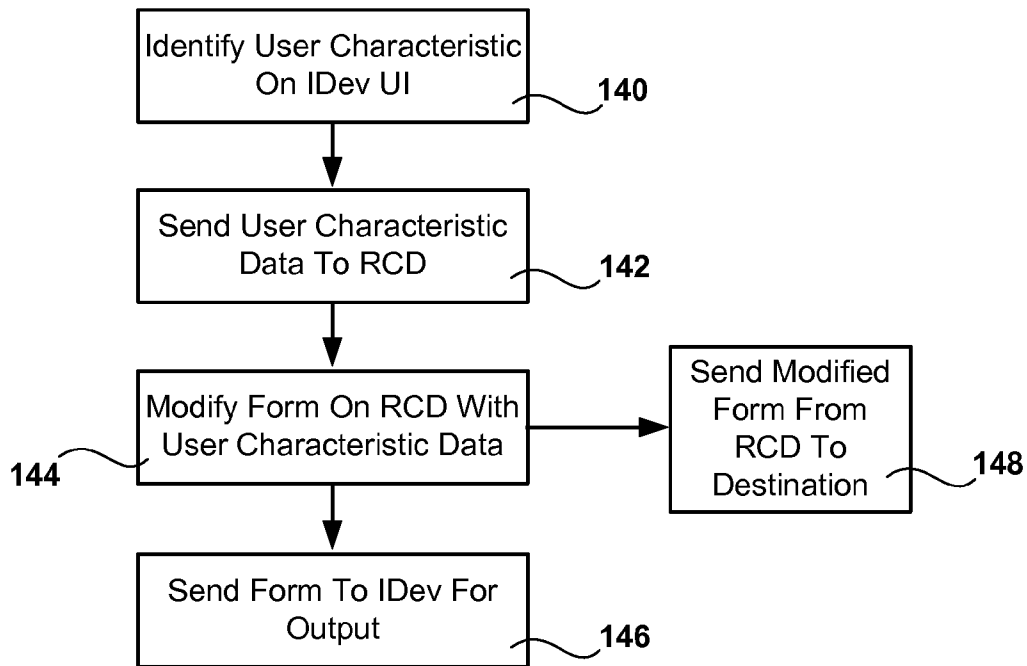 Identify User Characteristic
On IDev UI
140
Send User Characteristic
Data To RCD
142
Modify Form On RCD With
User Characteristic Data
144
Send Modified
Form From
RCD To
Destination
148
Send Form To IDev For
Output
146